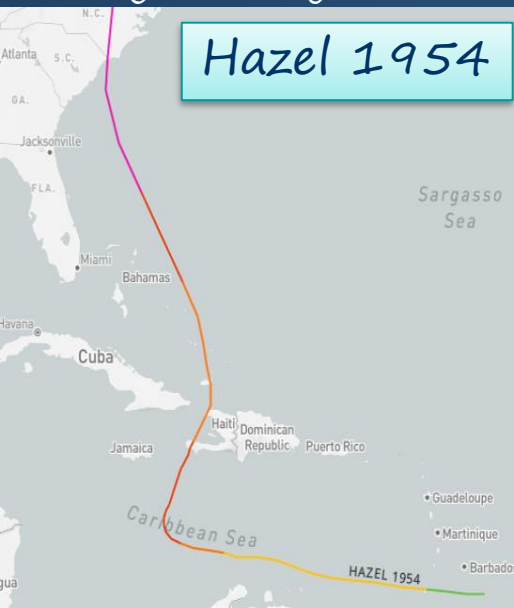 N.C.
Hazel 1954
Atlanta
S.C.
GA.
Jacksonville
FLA.
Sargasso
Sea
Miami
Bahamas
Havana
Cuba
Haiti
Dominican
Republic
Puerto Rico
Jamaica
Guadeloupe
Caribbean Sea
Martinique
HAZEL 1954
Barbados